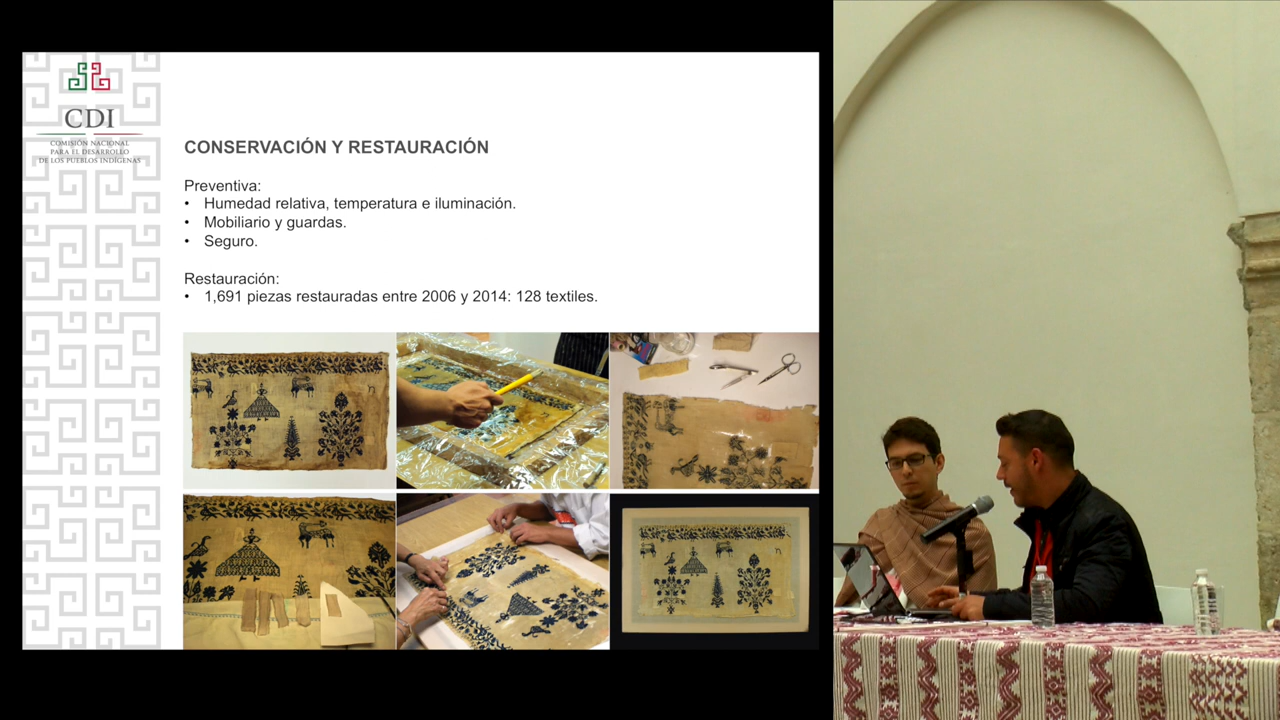 CDI
COMISIÓN NACIONAL
PARA EL DESARROLLO
DE LOS PUEBLOS INDÍGENAS
CONSERVACIÓN Y RESTAURACIÓN
Preventiva:
• Humedad relativa, temperatura e iluminación.
• Mobiliario y guardas.
• Seguro.
Restauración:
• 1,691 piezas restauradas entre 2006 y 2014: 128 textiles.